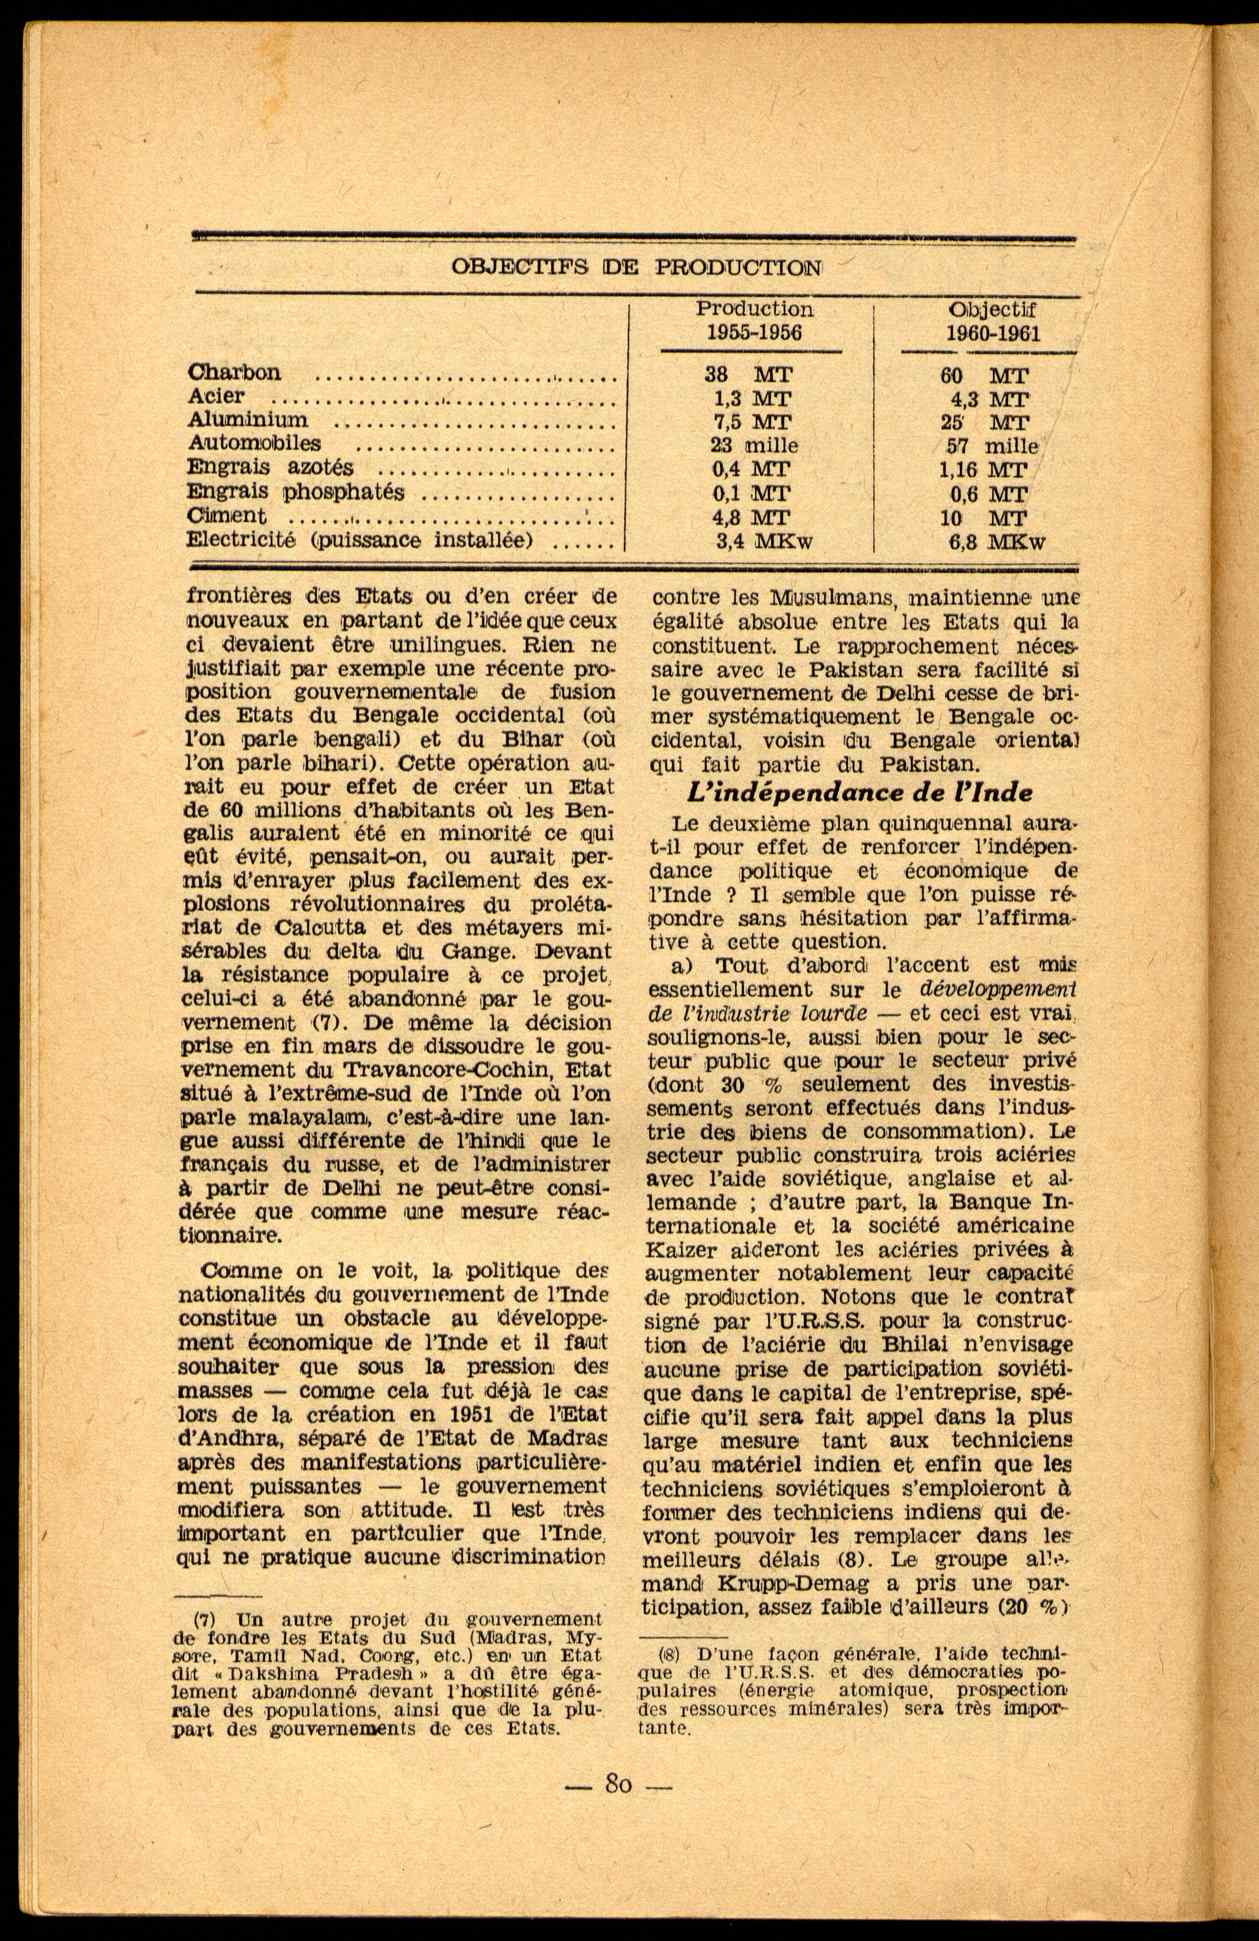 OBJECTIFS DE PRODUCTION
Production Objectif
1955-1956 1960-1961
Charbon ............................ 38 MT 60 MT
Acier ................................ 1,3 MT 4,3 MT
Aluminium .......................... 7,5 MT 25 MT
Automobiles ........................ 23 mille 57 mille
Engrais azotés ...................... 0,4 MT 1,16 MT
Engrais phosphatés .................. 0,1 MT 0,6 MT
Ciment .............................. 4,8 MT 10 MT
Electricité (puissance installée) ...... 3,4 MKw 6,8 MKw
frontières des Etats ou d'en créer de
nouveaux en partant de l'idée que ceux
ci devaient être unilingues. Rien ne
justifiait par exemple une récente pro-
position gouvernementale de fusion
des Etats du Bengale occidental (où
l'on parle bengali) et du Bihar (où
l'on parle bihari). Cette opération au-
rait eu pour effet de créer un Etat
de 60 millions d'habitants où les Ben-
galis auraient été en minorité ce qui
eût évité, pensait-on, ou aurait per-
mis d'enrayer plus facilement des ex-
plosions révolutionnaires du proléta-
riat de Calcutta et des métayers mi-
sérables du delta du Gange. Devant
la résistance populaire à ce projet,
celui-ci a été abandonné par le gou-
vernement (7). De même la décision
prise en fin mars de dissoudre le gou-
vernement du Travancore-Cochin, Etat
situé à l'extrême-sud de l'Inde où l'on
parle malayalam, c'est-à-dire une lan-
gue aussi différente de l'hindi que le
français du russe, et de l'administrer
à partir de Delhi ne peut-être consi-
dérée que comme une mesure réac-
tionnaire.
Comme on le voit, la politique des
nationalités du gouvernement de l'Inde
constitue un obstacle au développe-
ment économique de l'Inde et il faut
souhaiter que sous la pression des
masses — comme cela fut déjà le cas
lors de la création en 1951 de l'Etat
d'Andhra, séparé de l'Etat de Madras
après des manifestations particulière-
ment puissantes — le gouvernement
modifiera son attitude. Il est très
important en particulier que l'Inde,
qui ne pratique aucune discrimination
(7) Un autre projet du gouvernement
de fondre les Etats du Sud (Madras, My-
sore, Tamil Nad, Coorg, etc.) en un Etat
dit « Dakshina Pradesh » a dû être éga-
lement abandonné devant l'hostilité géné-
rale des populations, ainsi que de la plu-
part des gouvernements de ces Etats.
contre les Musulmans, maintienne une
égalité absolue entre les Etats qui la
constituent. Le rapprochement néces-
saire avec le Pakistan sera facilité si
le gouvernement de Delhi cesse de bri-
mer systématiquement le Bengale oc-
cidental, voisin du Bengale oriental
qui fait partie du Pakistan.
L'indépendance de l'Inde
Le deuxième plan quinquennal aura-
t-il pour effet de renforcer l'indépen-
dance politique et économique de
l'Inde ? Il semble que l'on puisse ré-
pondre sans hésitation par l'affirma-
tive à cette question.
a) Tout d'abord l'accent est mis
essentiellement sur le développement
de l'industrie lourde — et ceci est vrai,
soulignons-le, aussi bien pour le sec-
teur public que pour le secteur privé
(dont 30 % seulement des investis-
sements seront effectués dans l'indus-
trie des biens de consommation). Le
secteur public construira trois aciéries
avec l'aide soviétique, anglaise et al-
lemande ; d'autre part, la Banque In-
ternationale et la société américaine
Kaizer aideront les aciéries privées à
augmenter notablement leur capacité
de production. Notons que le contrat
signé par l'U.R.S.S. pour la construc-
tion de l'aciérie du Bhilai n'envisage
aucune prise de participation soviéti-
que dans le capital de l'entreprise, spé-
cifie qu'il sera fait appel dans la plus
large mesure tant aux techniciens
qu'au matériel indien et enfin que les
techniciens soviétiques s'emploieront à
former des techniciens indiens qui de-
vront pouvoir les remplacer dans les
meilleurs délais (8). Le groupe alle-
mand Krupp-Demag a pris une par-
ticipation, assez faible d'ailleurs (20 %)
(8) D'une façon générale, l'aide techni-
que de l'U.R.S.S. et des démocraties po-
pulaires (énergie atomique, prospection
des ressources minérales) sera très impor-
tante.
— 80 —